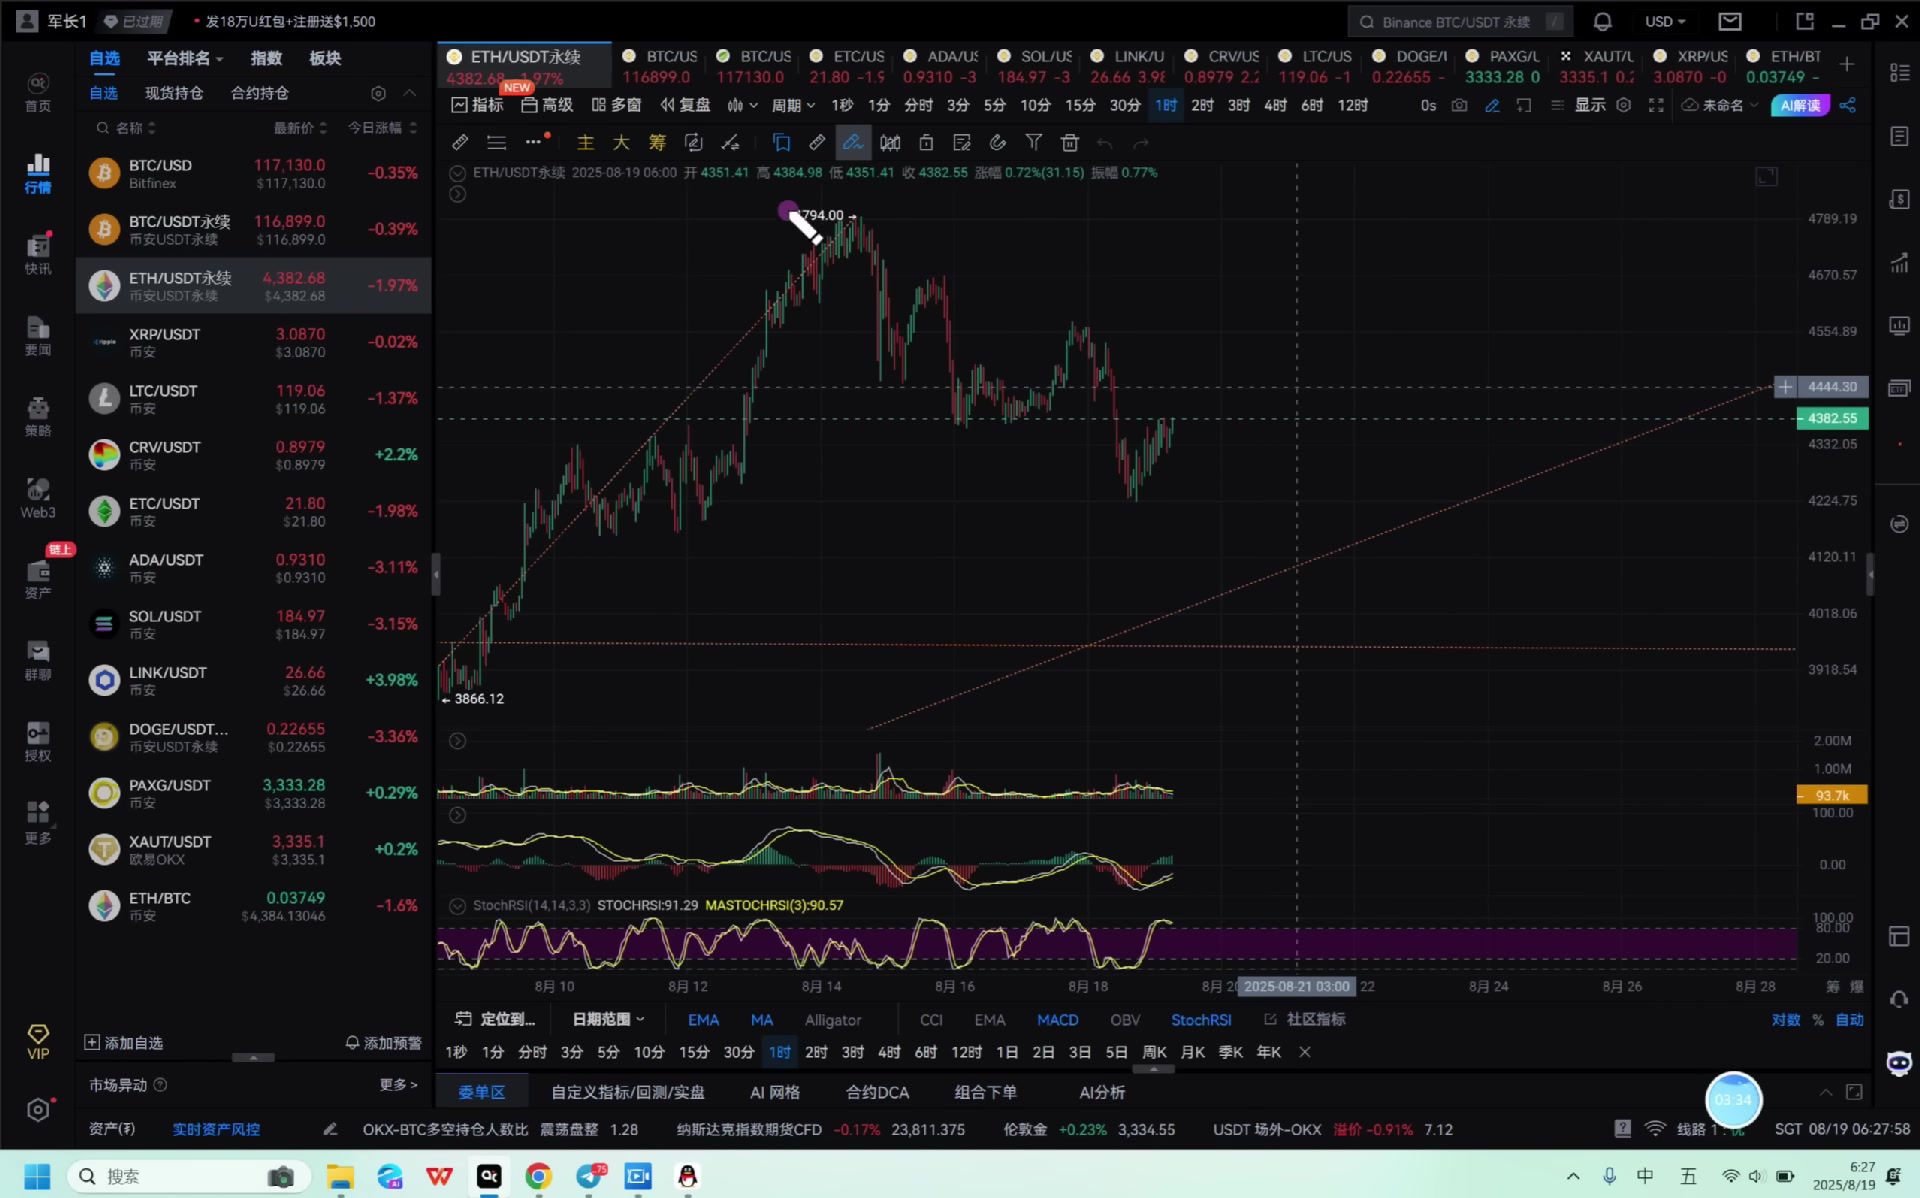 军长1 已过期 • 发18万U红包+注册送$1,500
Binance BTC/USDT 永续 / USD
首页
行情
快讯
要闻
策略
Web3
链上
资产
群聊
授权
更多
VIP
自选 平台排名 指数 板块
自选 现货持仓 合约持仓
名称 最新价 今日涨幅
BTC/USD 117,130.0 -0.35%
Bitfinex $117,130.0
BTC/USDT永续 116,899.0 -0.39%
币安USDT永续 $116,899.0
ETH/USDT永续 4,382.68 -1.97%
币安USDT永续 $4,382.68
XRP/USDT 3.0870 -0.02%
币安 $3.0870
LTC/USDT 119.06 -1.37%
币安 $119.06
CRV/USDT 0.8979 +2.2%
币安 $0.8979
ETC/USDT 21.80 -1.98%
币安 $21.80
ADA/USDT 0.9310 -3.11%
币安 $0.9310
SOL/USDT 184.97 -3.15%
币安 $184.97
LINK/USDT 26.66 +3.98%
币安 $26.66
DOGE/USDT... 0.22655 -3.36%
币安USDT永续 $0.22655
PAXG/USDT 3,333.28 +0.29%
币安 $3,333.28
XAUT/USDT 3,335.1 +0.2%
欧易OKX $3,335.1
ETH/BTC 0.03749 -1.6%
币安 $4,384.13046
添加自选 添加预警
市场异动 更多 >
ETH/USDT永续 BTC/US BTC/US ETC/US ADA/US SOL/US LINK/U CRV/US LTC/US DOGE/ PAXG/L XAUT/L XRP/US ETH/BT
4382.68 -1.97% 116899.0 117130.0 21.80 -1.9 0.9310 -3 184.97 -3 26.66 3.98 0.8979 2.2 119.06 -1 0.22655 - 3333.28 0 3335.1 0.2 3.0870 -0 0.03749 -
NEW
指标 高级 多窗 复盘 周期 1秒 1分 分时 3分 5分 10分 15分 30分 1时 2时 3时 4时 6时 12时 0s 显示 未命名 AI解读
主 大 筹
ETH/USDT永续 2025-08-19 06:00 开 4351.41 高 4384.98 低 4351.41 收 4382.55 涨幅 0.72%(31.15) 振幅 0.77%
794.00 →
4789.19
4670.57
4554.89
4444.30
4382.55
4332.05
4224.75
4120.11
4018.06
3918.54
← 3866.12
2.00M
1.00M
93.7k
100.00
0.00
StochRSI(14,14,3,3) STOCHRSI:91.29 MASTOCHRSI(3):90.57
100.00
80.00
20.00
8月 10 8月 12 8月 14 8月 16 8月 18 8月 20 2025-08-21 03:00 22 8月 24 8月 26 8月 28 筹 爆
定位到... 日期范围 EMA MA Alligator CCI EMA MACD OBV StochRSI 社区指标 对数 % 自动
1秒 1分 分时 3分 5分 10分 15分 30分 1时 2时 3时 4时 6时 12时 1日 2日 3日 5日 周K 月K 季K 年K ×
委单区 自定义指标/回测/实盘 AI 网格 合约DCA 组合下单 AI分析
03:34
资产(₮) 实时资产风控 OKX-BTC多空持仓人数比 震荡盘整 1.28 纳斯达克指数期货CFD -0.17% 23,811.375 伦敦金 +0.23% 3,334.55 USDT 场外-OKX 溢价 -0.91% 7.12 线路 1 SGT 08/19 06:27:58
搜索 75 中 五 6:27
2025/8/19